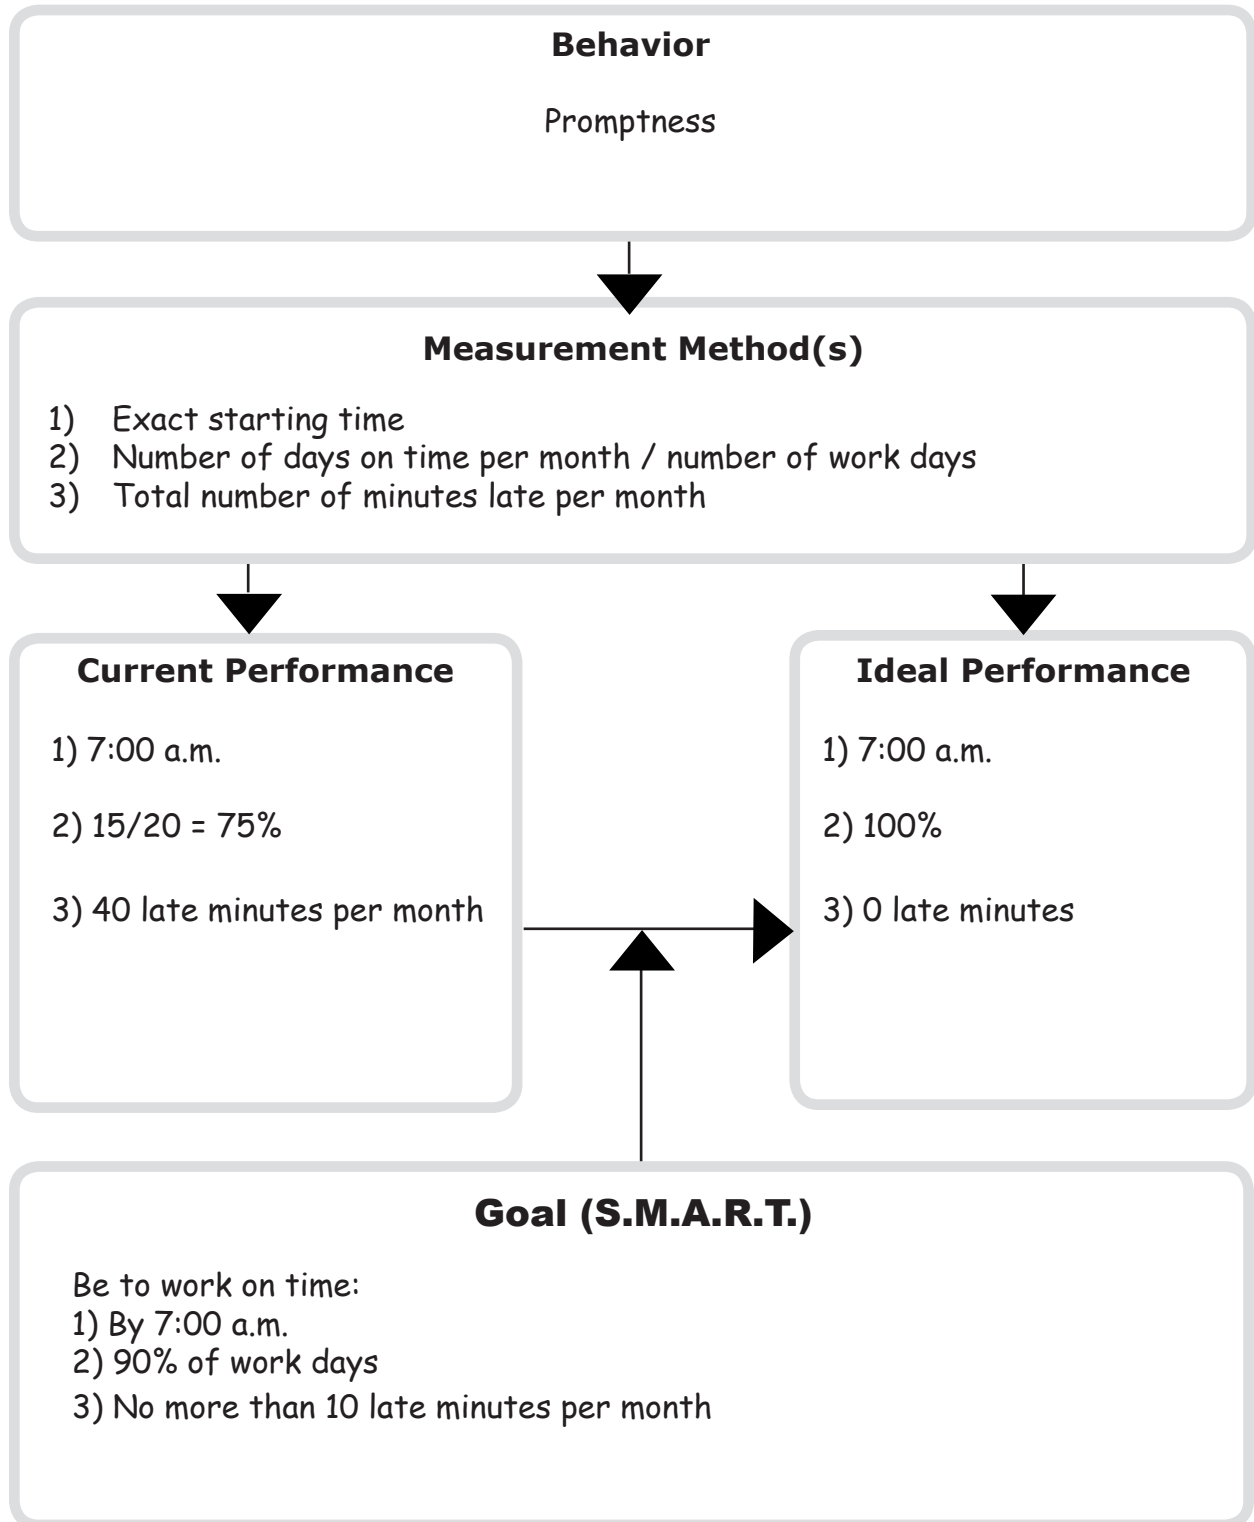 Behavior
Promptness
Measurement Method(s)
1) Exact starting time
2) Number of days on time per month / number of work days
3) Total number of minutes late per month
Current Performance
1) 7:00 a.m.
2) 15/20 = 75%
3) 40 late minutes per month
Ideal Performance
1) 7:00 a.m.
2) 100%
3) 0 late minutes
Goal (S.M.A.R.T.)
Be to work on time:
1) By 7:00 a.m.
2) 90% of work days
3) No more than 10 late minutes per month